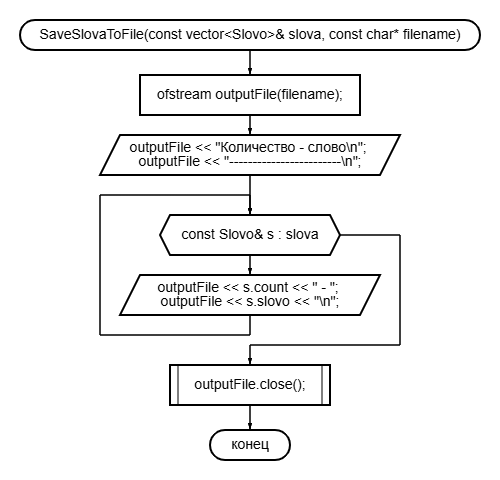 SaveSlovaToFile(const vector<Slovo>& slova, const char* filename)
ofstream outputFile(filename);
outputFile << "Количество - слово\n";
outputFile << "-------------------------\n";
const Slovo& s : slova
outputFile << s.count << " - ";
outputFile << s.slovo << "\n";
outputFile.close();
конец